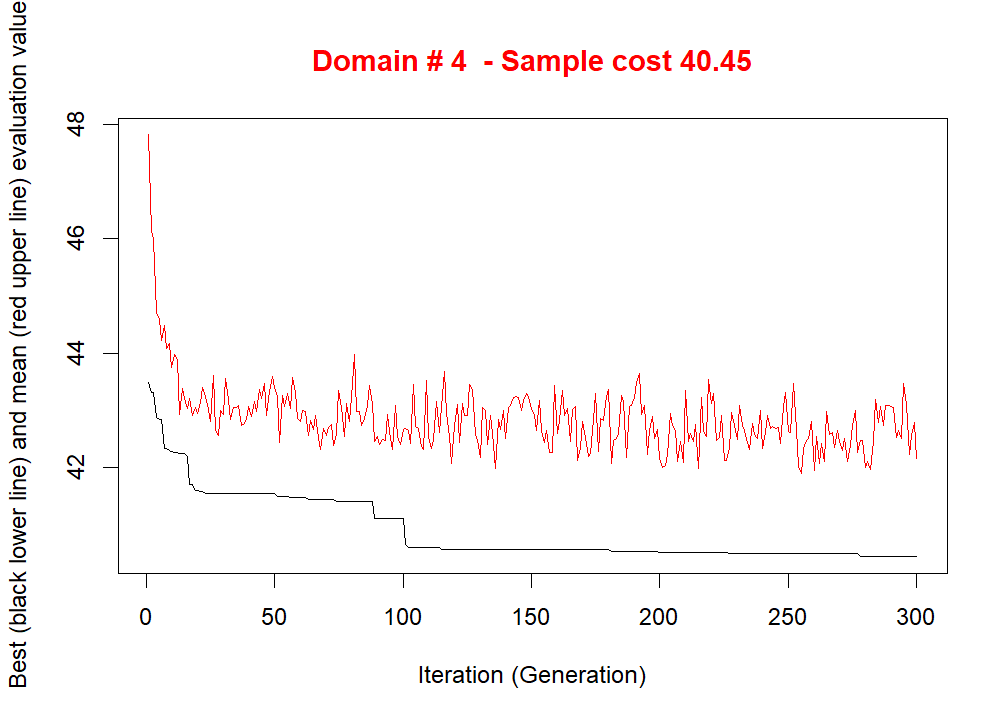 Domain # 4  - Sample cost 40.45
Best (black lower line) and mean (red upper line) evaluation value
48
46
44
42
0 50 100 150 200 250 300
Iteration (Generation)